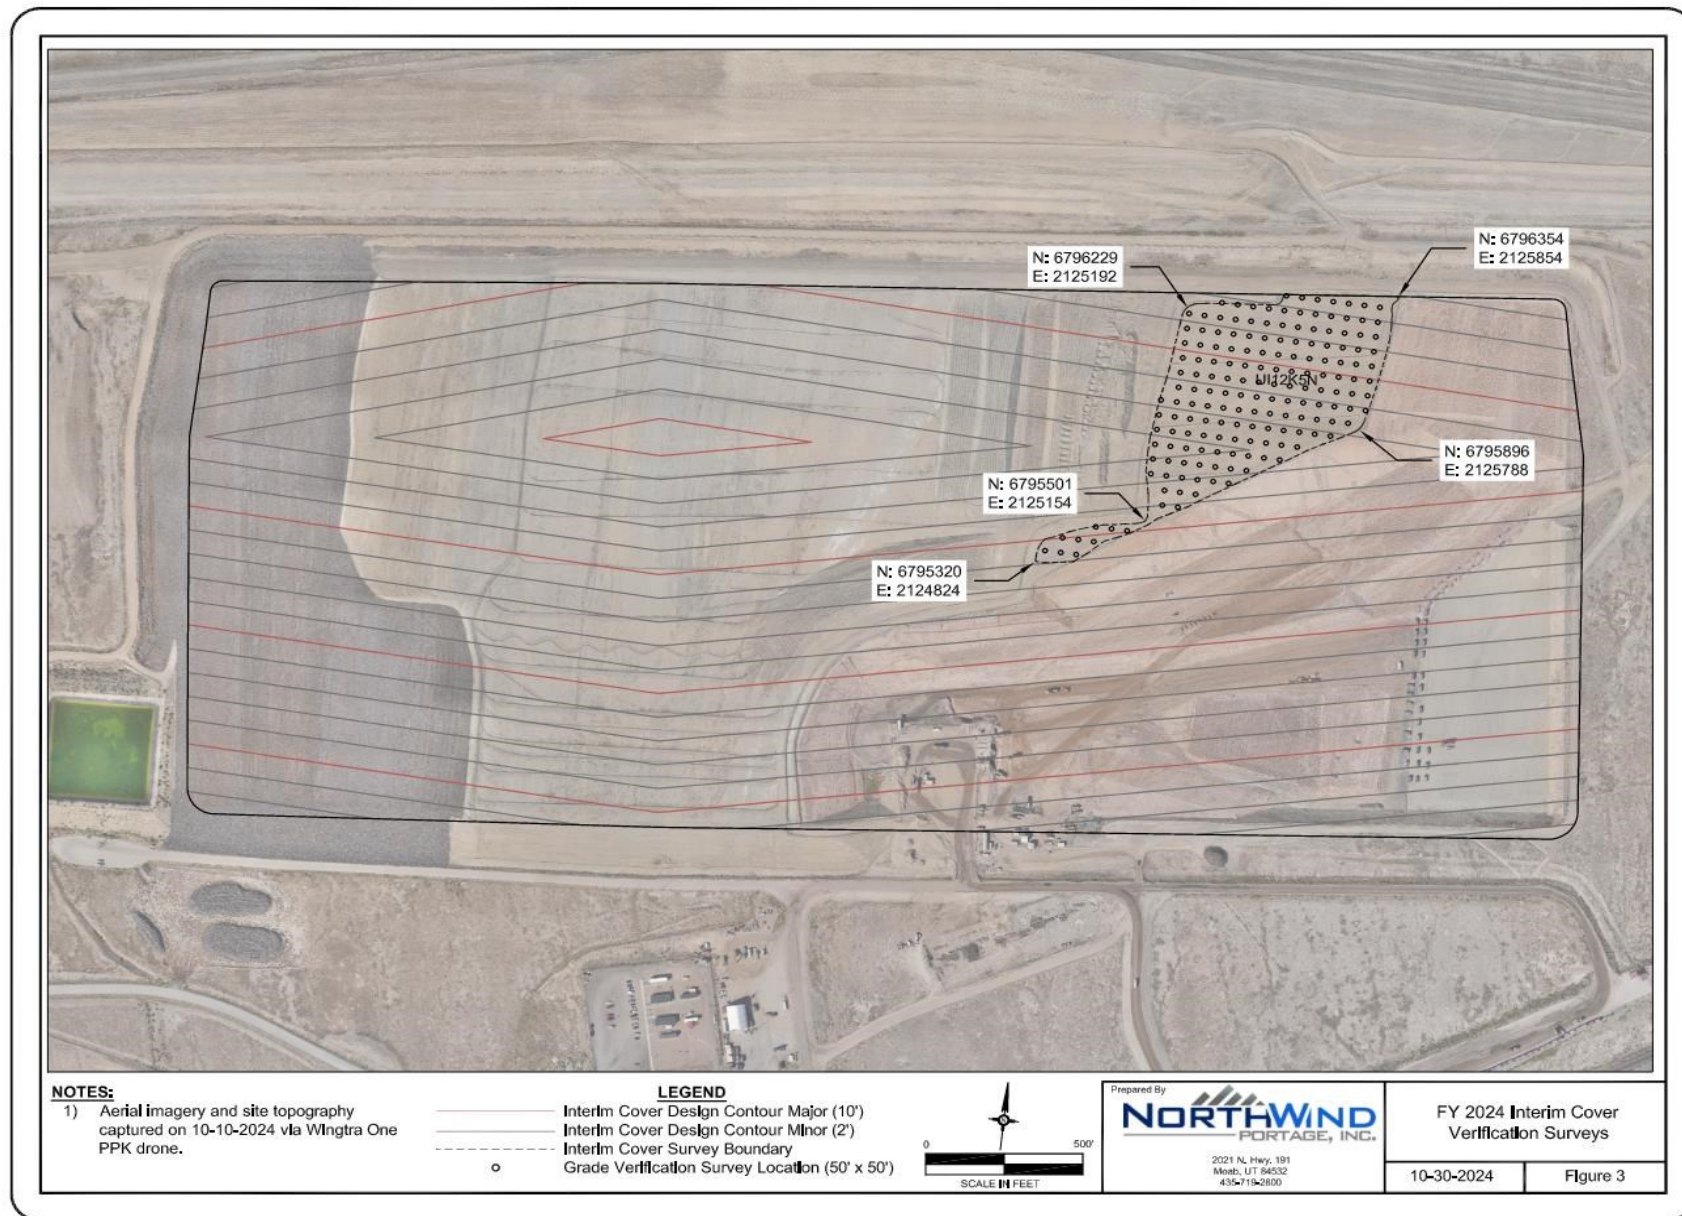 N: 6796354
E: 2125854
N: 6796229
E: 2125192
UI12K5N
N: 6795896
E: 2125788
N: 6795501
E: 2125154
N: 6795320
E: 2124824
NOTES:
1) Aerial imagery and site topography
captured on 10-10-2024 via Wingtra One
PPK drone.
LEGEND
Interim Cover Design Contour Major (10')
Interim Cover Design Contour Minor (2')
Interim Cover Survey Boundary
Grade Verification Survey Location (50' x 50')
0 500'
SCALE IN FEET
Prepared By
NORTHWIND
PORTAGE, INC.
2021 N. Hwy. 191
Moab, UT 84532
435-719-2800
FY 2024 Interim Cover
Verification Surveys
10-30-2024
Figure 3